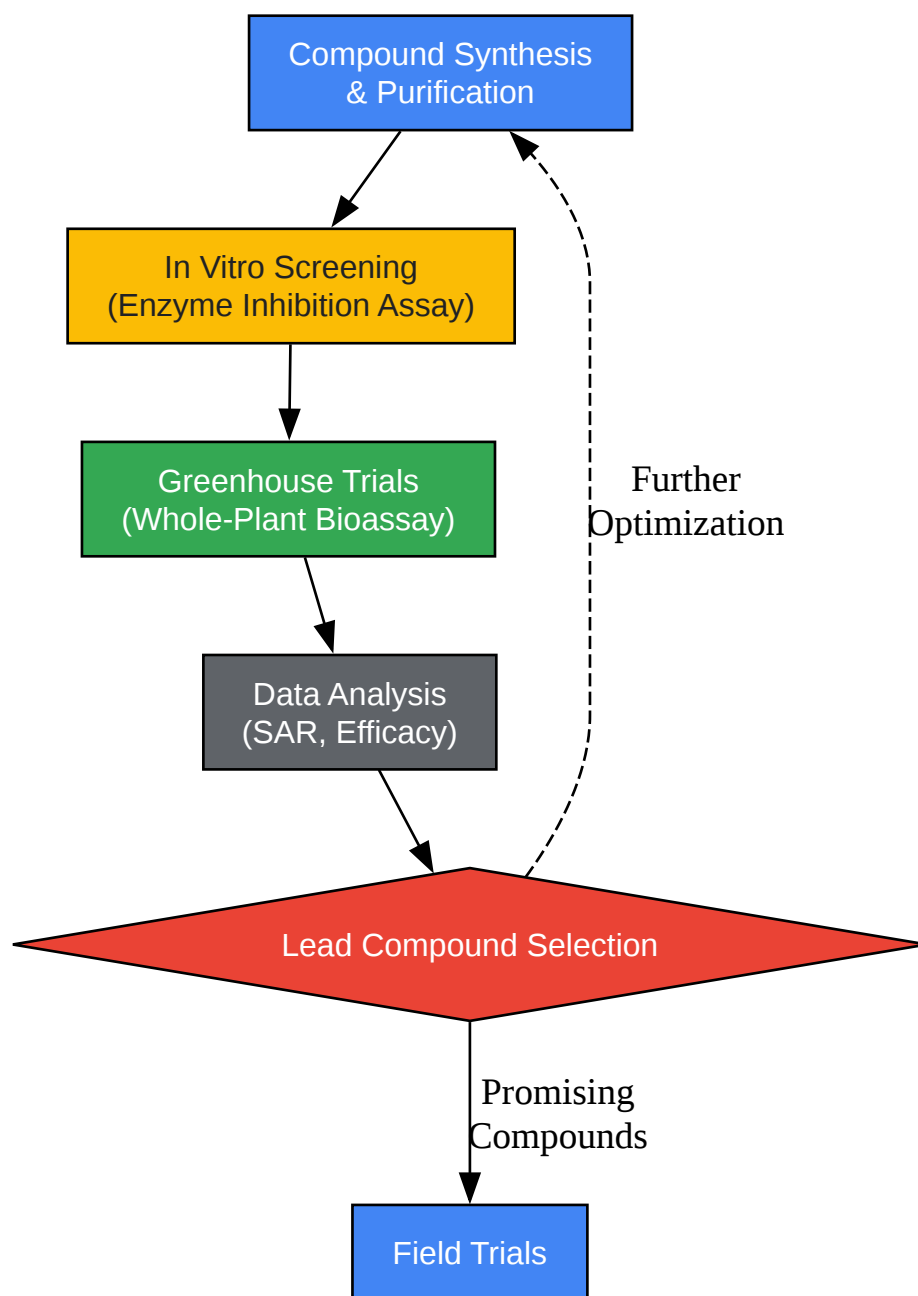 Compound Synthesis
& Purification
In Vitro Screening
(Enzyme Inhibition Assay)
Greenhouse Trials
(Whole-Plant Bioassay)
Further
Optimization
Data Analysis
(SAR, Efficacy)
Lead Compound Selection
Promising
Compounds
Field Trials